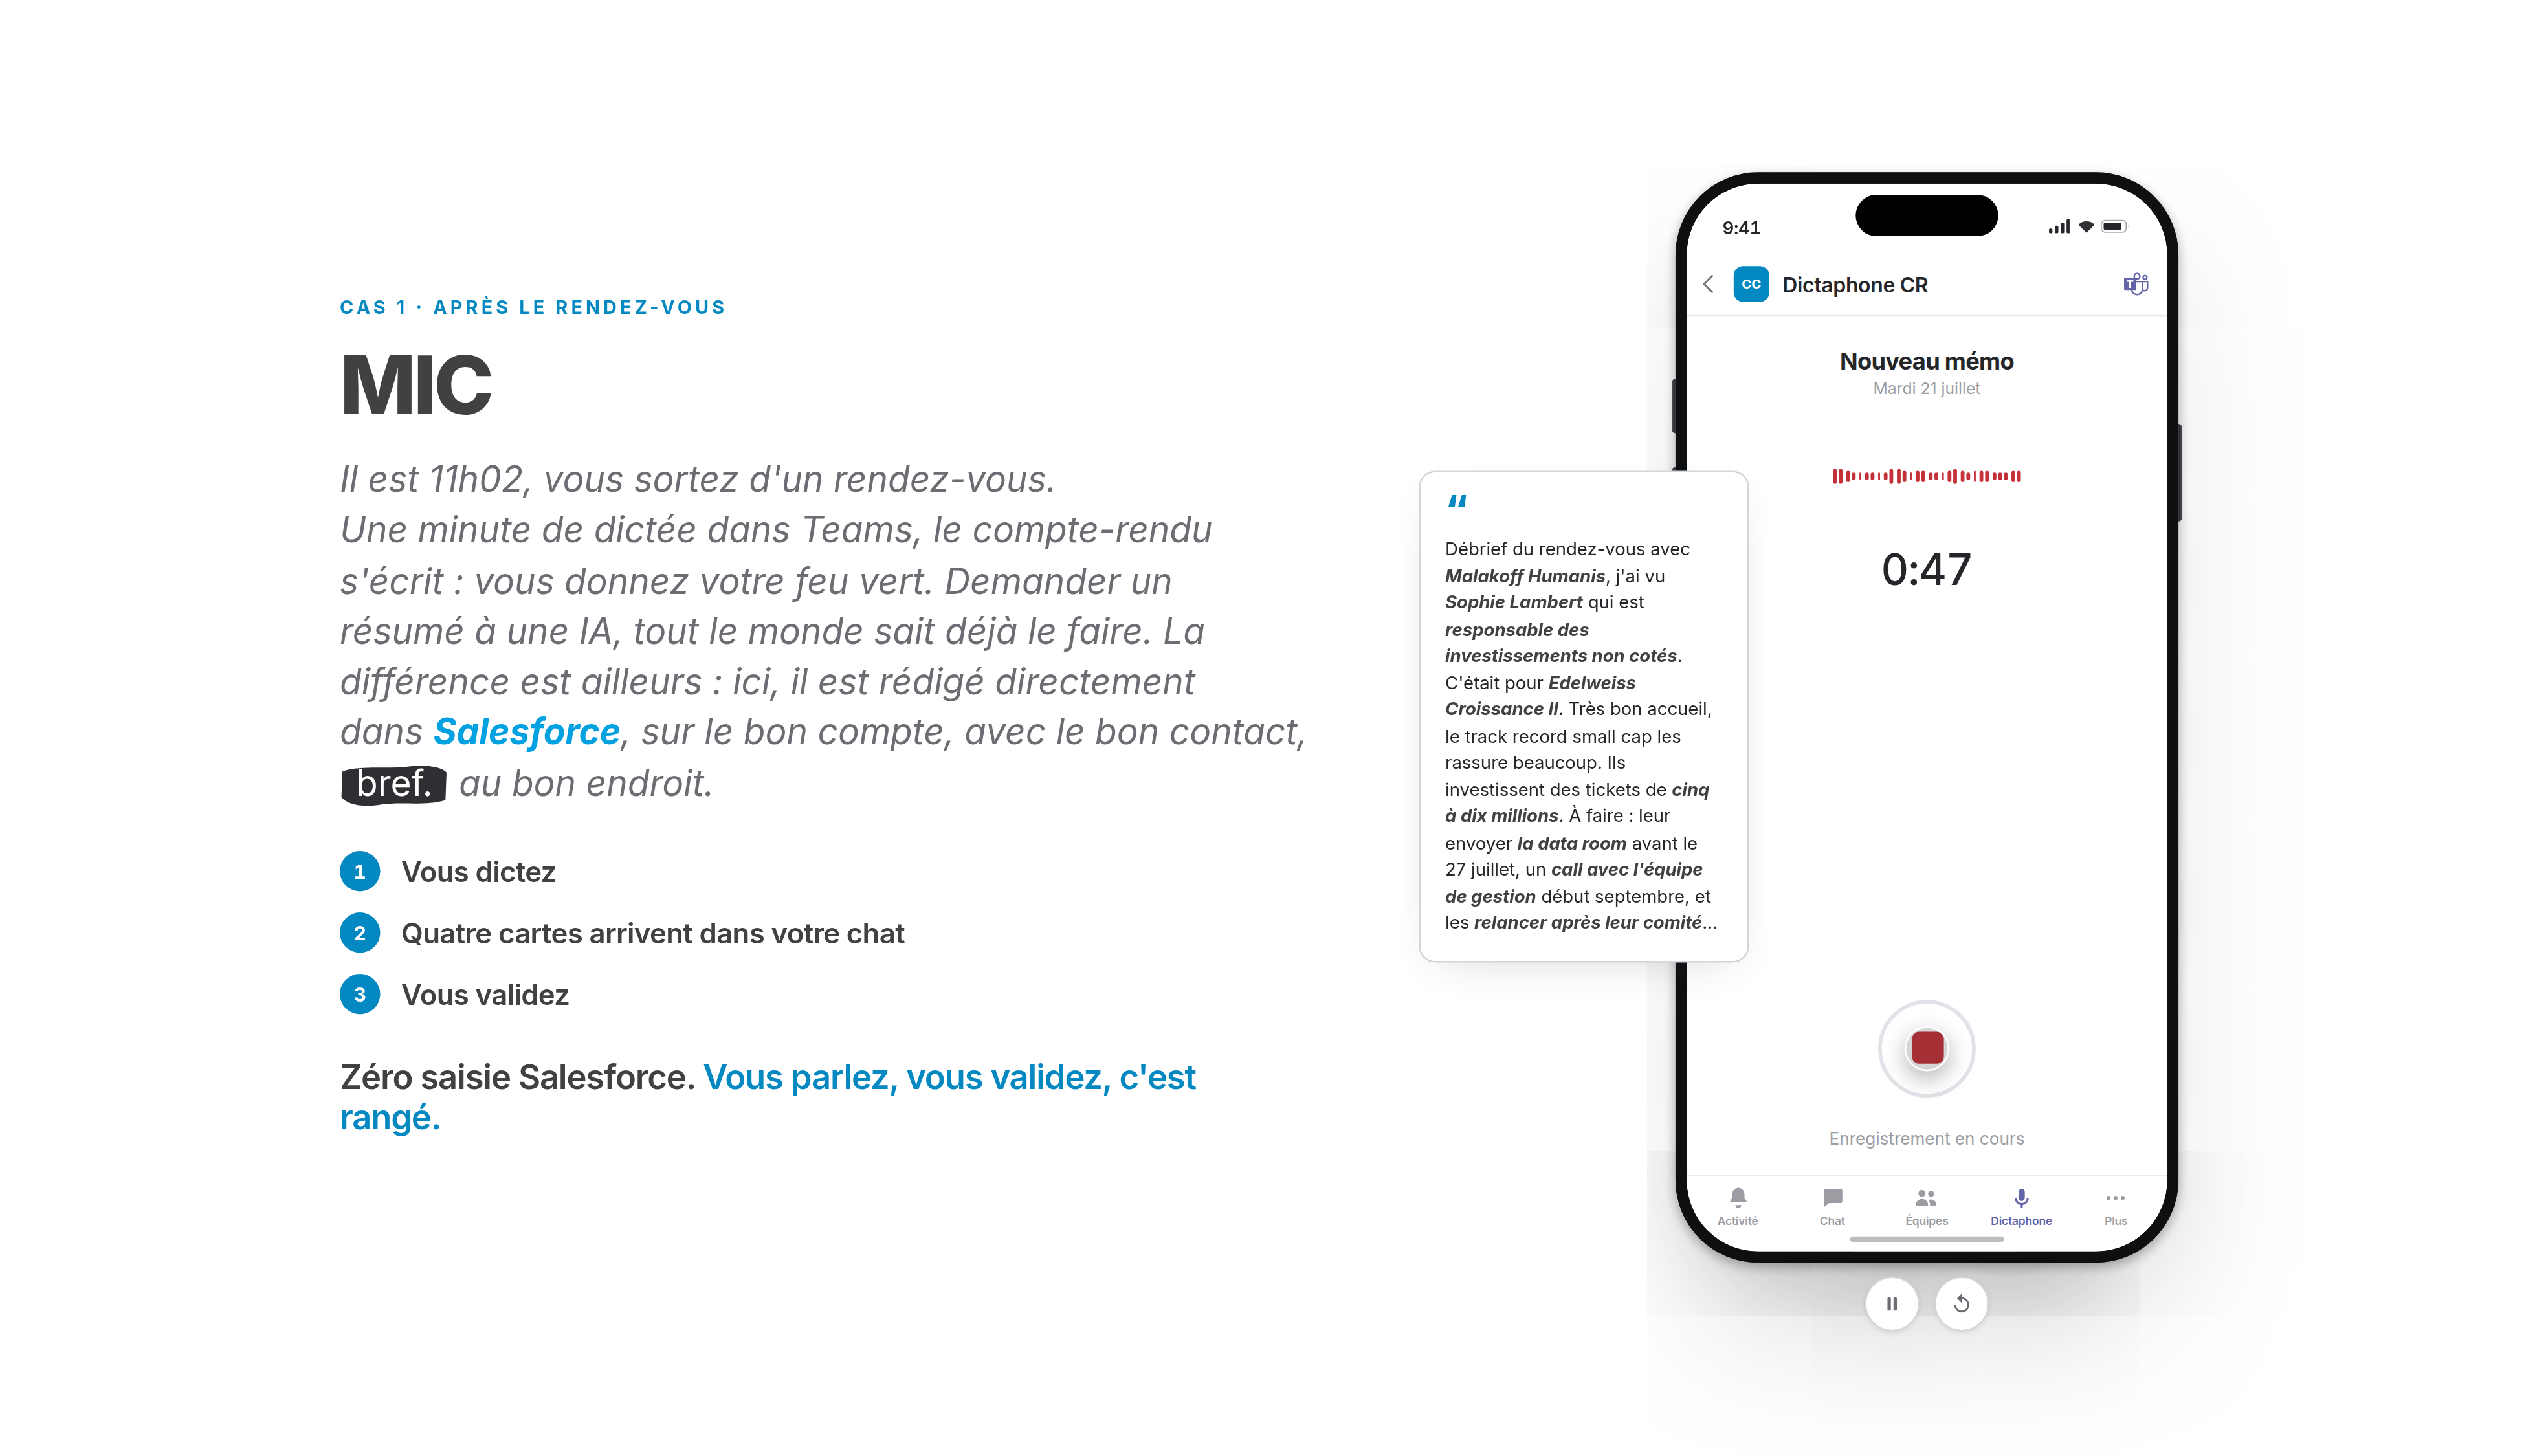 CAS 1 · APRÈS LE RENDEZ-VOUS
MIC
Il est 11h02, vous sortez d'un rendez-vous.
Une minute de dictée dans Teams, le compte-rendu
s'écrit : vous donnez votre feu vert. Demander un
résumé à une IA, tout le monde sait déjà le faire. La
différence est ailleurs : ici, il est rédigé directement
dans Salesforce, sur le bon compte, avec le bon contact,
bref. au bon endroit.
1 Vous dictez
2 Quatre cartes arrivent dans votre chat
3 Vous validez
Zéro saisie Salesforce. Vous parlez, vous validez, c'est
rangé.
“
Débrief du rendez-vous avec
Malakoff Humanis, j'ai vu
Sophie Lambert qui est
responsable des
investissements non cotés.
C'était pour Edelweiss
Croissance II. Très bon accueil,
le track record small cap les
rassure beaucoup. Ils
investissent des tickets de cinq
à dix millions. À faire : leur
envoyer la data room avant le
27 juillet, un call avec l'équipe
de gestion début septembre, et
les relancer après leur comité...
9:41
CC Dictaphone CR T
Nouveau mémo
Mardi 21 juillet
0:47
Enregistrement en cours
Activité Chat Équipes Dictaphone Plus